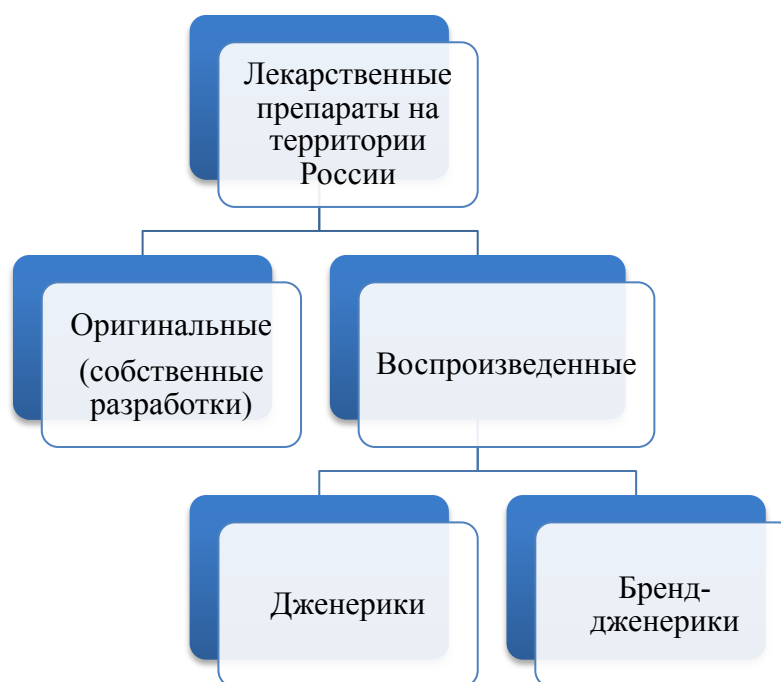 Лекарственные
препараты на
территории
России
Оригинальные
(собственные
разработки)
Воспроизведенные
Дженерики
Бренд-
дженерики